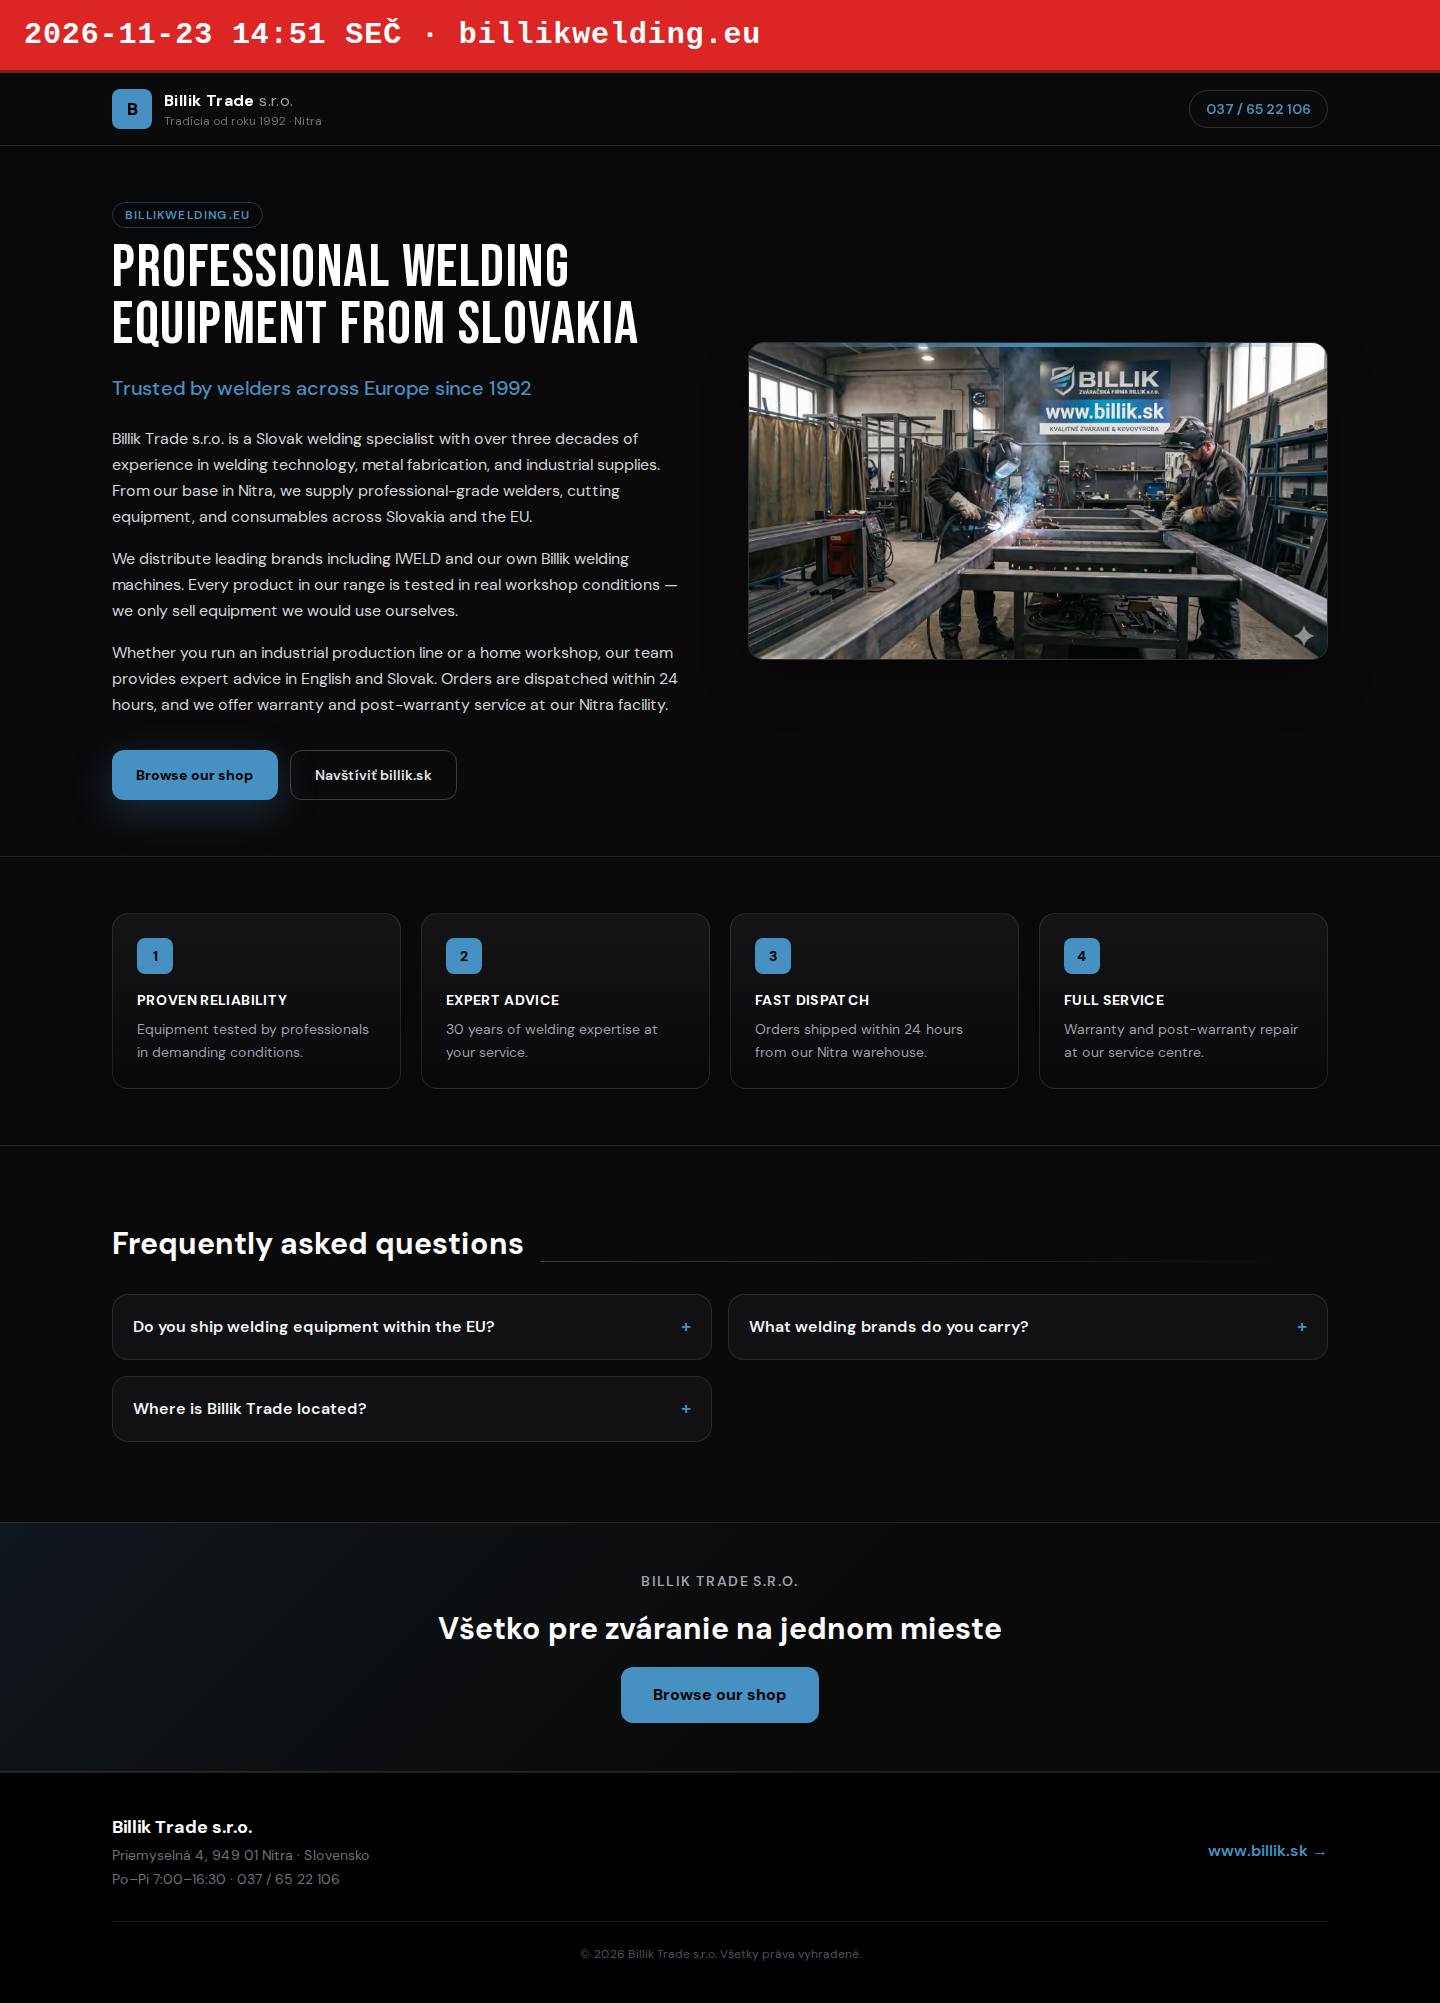 2026-11-23 14:51 SEČ · billikwelding.eu
B
Billik Trade s.r.o.
Tradícia od roku 1992 · Nitra
037 / 65 22 106
BILLIKWELDING.EU
PROFESSIONAL WELDING
EQUIPMENT FROM SLOVAKIA
Trusted by welders across Europe since 1992
Billik Trade s.r.o. is a Slovak welding specialist with over three decades of
experience in welding technology, metal fabrication, and industrial supplies.
From our base in Nitra, we supply professional-grade welders, cutting
equipment, and consumables across Slovakia and the EU.
We distribute leading brands including IWELD and our own Billik welding
machines. Every product in our range is tested in real workshop conditions —
we only sell equipment we would use ourselves.
Whether you run an industrial production line or a home workshop, our team
provides expert advice in English and Slovak. Orders are dispatched within 24
hours, and we offer warranty and post-warranty service at our Nitra facility.
Browse our shop
Navštíviť billik.sk
BILLIK
ZVÁRAČSKÁ FIRMA BILLIK s.r.o.
www.billik.sk
KVALITNÉ ZVÁRANIE & KOVOVÝROBA
1
PROVEN RELIABILITY
Equipment tested by professionals
in demanding conditions.
2
EXPERT ADVICE
30 years of welding expertise at
your service.
3
FAST DISPATCH
Orders shipped within 24 hours
from our Nitra warehouse.
4
FULL SERVICE
Warranty and post-warranty repair
at our service centre.
Frequently asked questions
Do you ship welding equipment within the EU? +
What welding brands do you carry? +
Where is Billik Trade located? +
BILLIK TRADE S.R.O.
Všetko pre zváranie na jednom mieste
Browse our shop
Billik Trade s.r.o.
Priemyselná 4, 949 01 Nitra · Slovensko
Po–Pi 7:00–16:30 · 037 / 65 22 106
www.billik.sk →
© 2026 Billik Trade s.r.o. Všetky práva vyhradené.